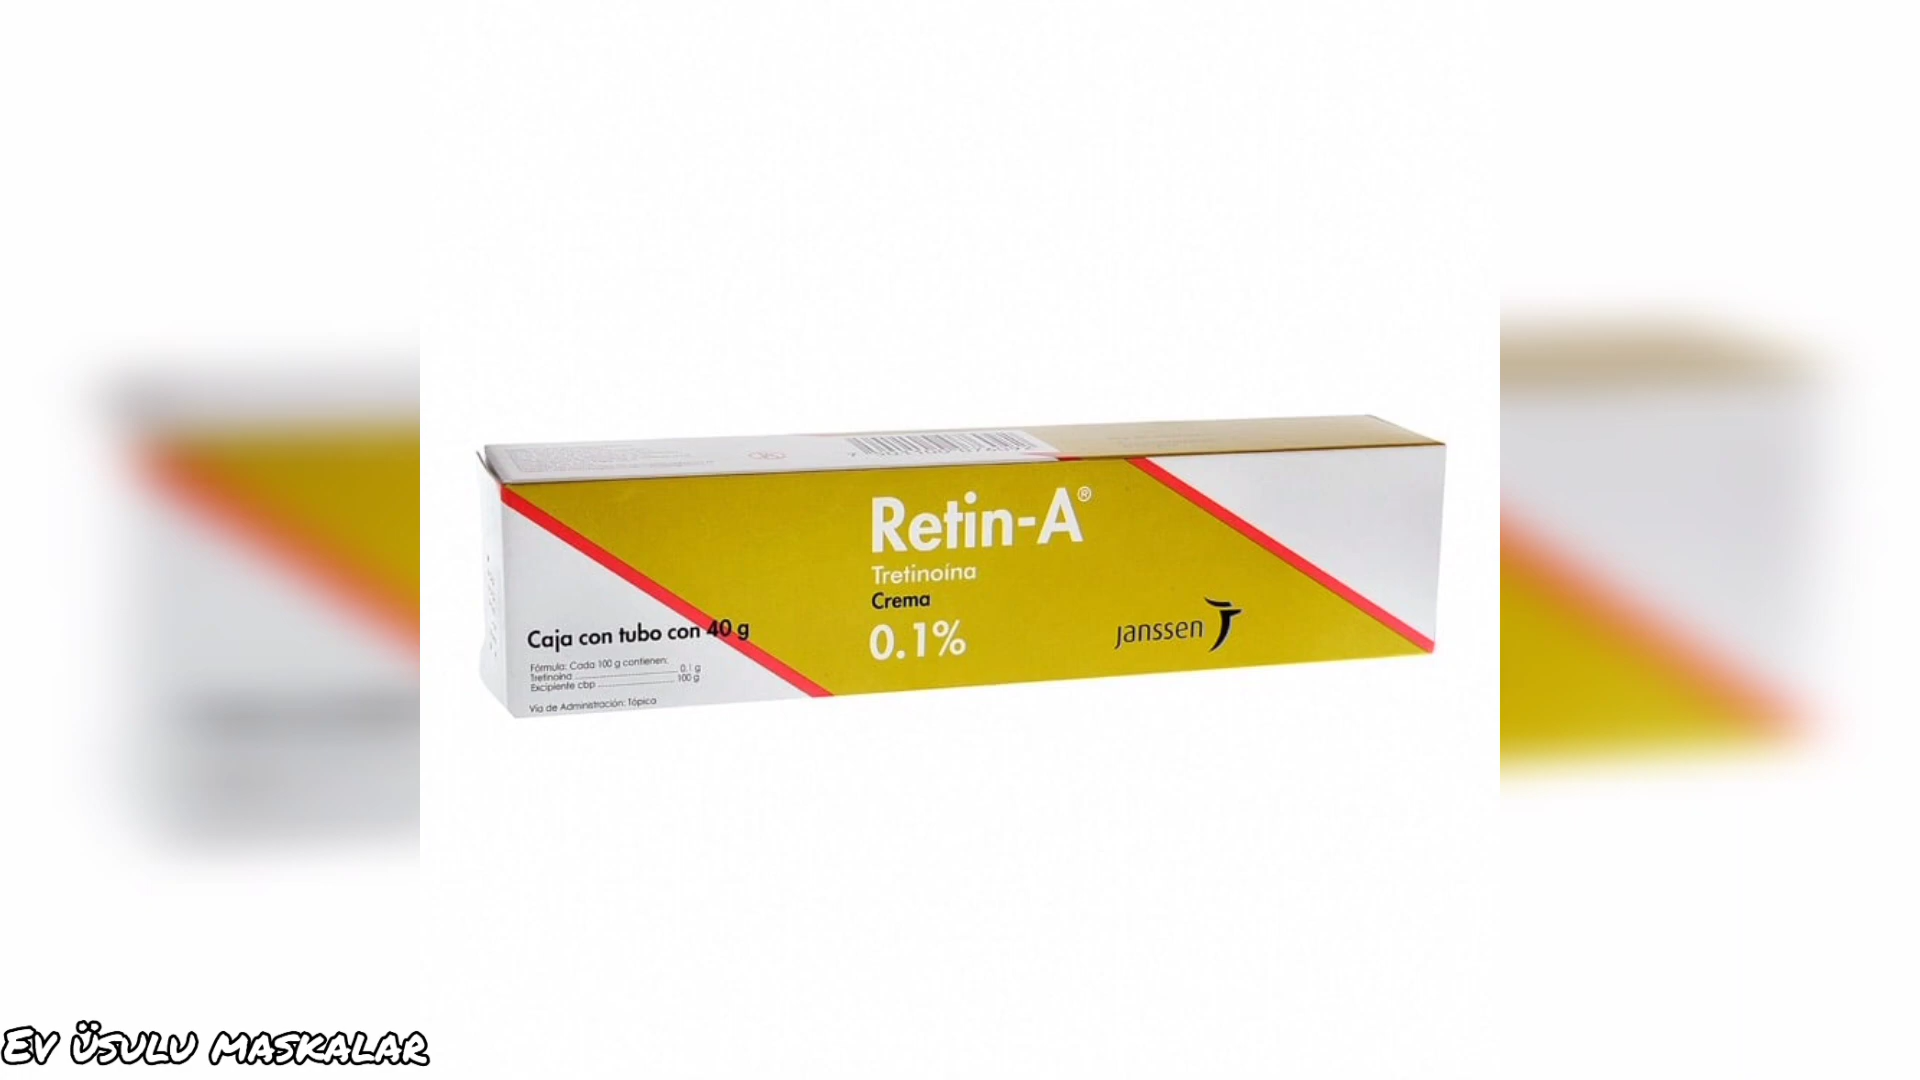 Retin-A®
Tretinoína
Crema
0.1%
Janssen
Caja con tubo con 40 g
Fórmula: Cada 100 g contienen:
Tretinoína 0.1 g
Excipiente cbp 100 g
Vía de Administración: Tópica
Ev üsulu maskalar